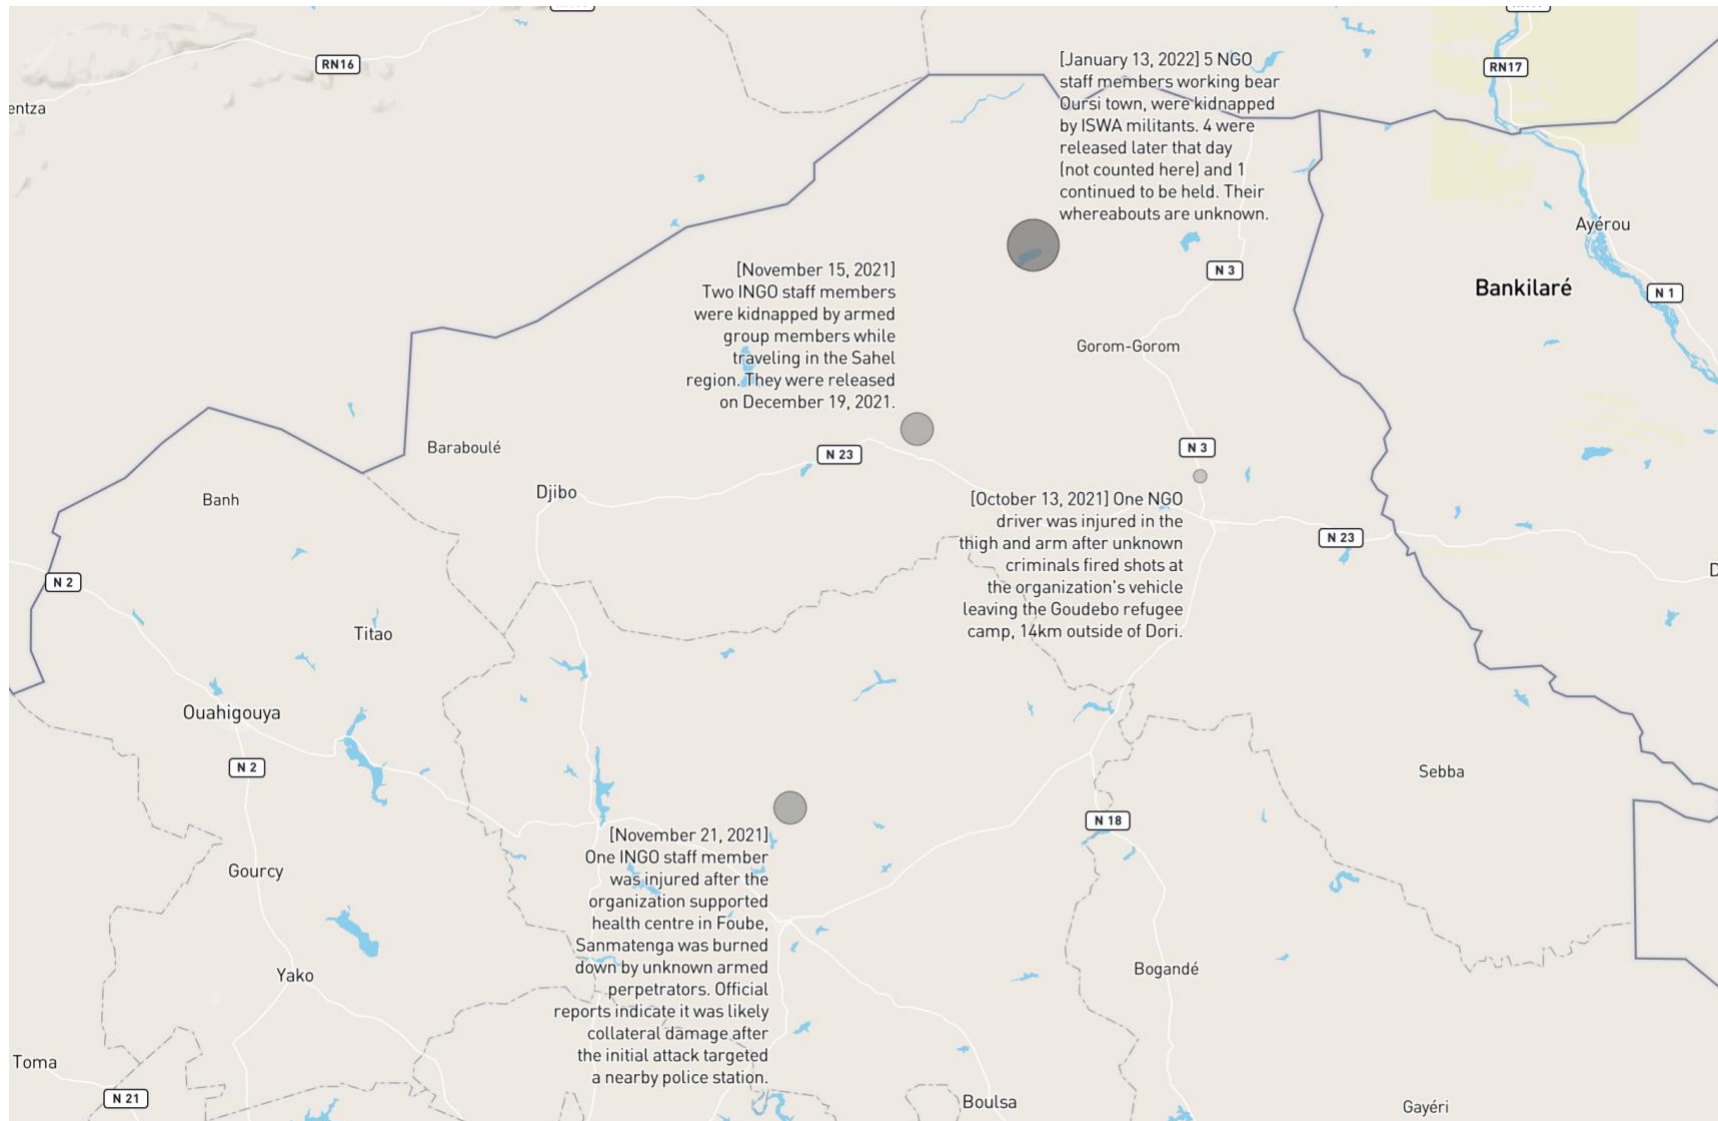 RN16
RN17
entza
[January 13, 2022] 5 NGO
staff members working bear
Oursi town, were kidnapped
by ISWA militants. 4 were
released later that day
(not counted here) and 1
continued to be held. Their
whereabouts are unknown.
Ayérou
[November 15, 2021]
Two INGO staff members
were kidnapped by armed
group members while
traveling in the Sahel
region. They were released
on December 19, 2021.
N 3
Bankilaré
N 1
Gorom-Gorom
Baraboulé
N 23
N 3
Banh
Djibo
[October 13, 2021] One NGO
driver was injured in the
thigh and arm after unknown
criminals fired shots at
the organization's vehicle
leaving the Goudebo refugee
camp, 14km outside of Dori.
N 23
D
N 2
Titao
Ouahigouya
N 2
Sebba
N 18
[November 21, 2021]
One INGO staff member
was injured after the
organization supported
health centre in Foube,
Sanmatenga was burned
down by unknown armed
perpetrators. Official
reports indicate it was likely
collateral damage after
the initial attack targeted
a nearby police station.
Gourcy
Yako
Bogandé
Toma
N 21
Boulsa
Gayéri